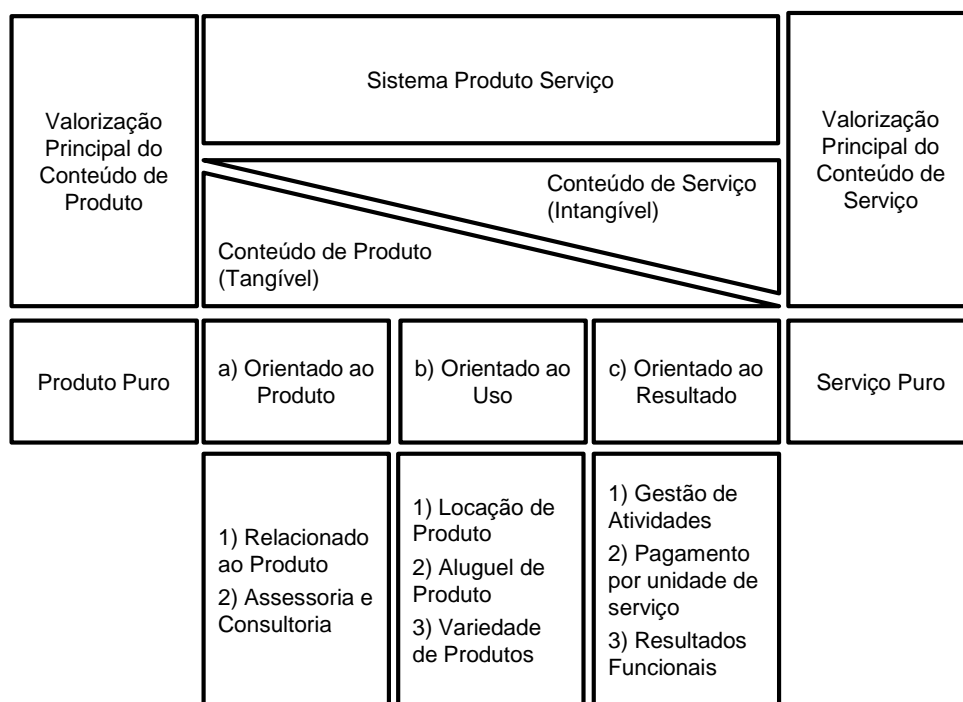 Valorização
Principal do
Conteúdo de
Produto
Sistema Produto Serviço
Valorização
Principal do
Conteúdo de
Serviço
Conteúdo de Serviço
(Intangível)
Conteúdo de Produto
(Tangível)
Produto Puro
a) Orientado ao
Produto
b) Orientado ao
Uso
c) Orientado ao
Resultado
Serviço Puro
1) Relacionado
ao Produto
2) Assessoria e
Consultoria
1) Locação de
Produto
2) Aluguel de
Produto
3) Variedade
de Produtos
1) Gestão de
Atividades
2) Pagamento
por unidade de
serviço
3) Resultados
Funcionais